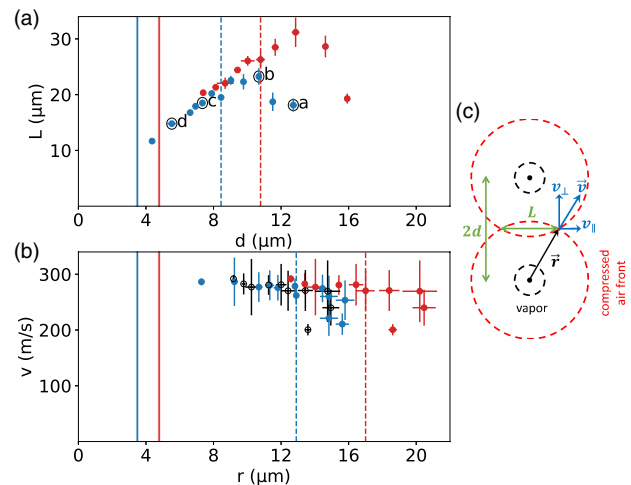 (a)
30
20
10
L (μm)
d
c
b
a
0
4
8
12
16
20
d (μm)
(b)
300
200
100
v (m/s)
0
4
8
12
16
20
r (μm)
(c)
v⊥
v⃗
L
v∥
2d
r⃗
vapor
compressed
air front